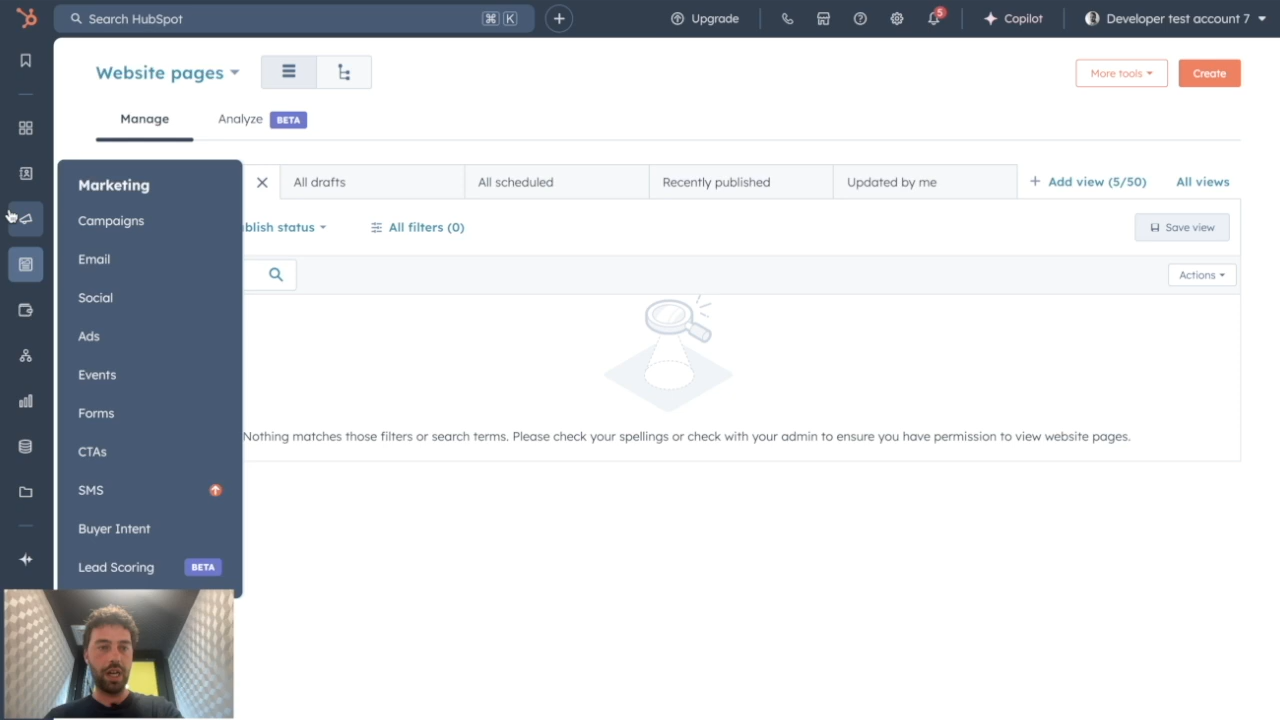 Search HubSpot
⌘ K
Upgrade
5
Copilot
Developer test account 7
Website pages
More tools
Create
Manage
Analyze BETA
Marketing
Campaigns
Email
Social
Ads
Events
Forms
CTAs
SMS
Buyer Intent
Lead Scoring BETA
All drafts
All scheduled
Recently published
Updated by me
+ Add view (5/50)
All views
blish status
All filters (0)
Save view
Actions
Nothing matches those filters or search terms. Please check your spellings or check with your admin to ensure you have permission to view website pages.